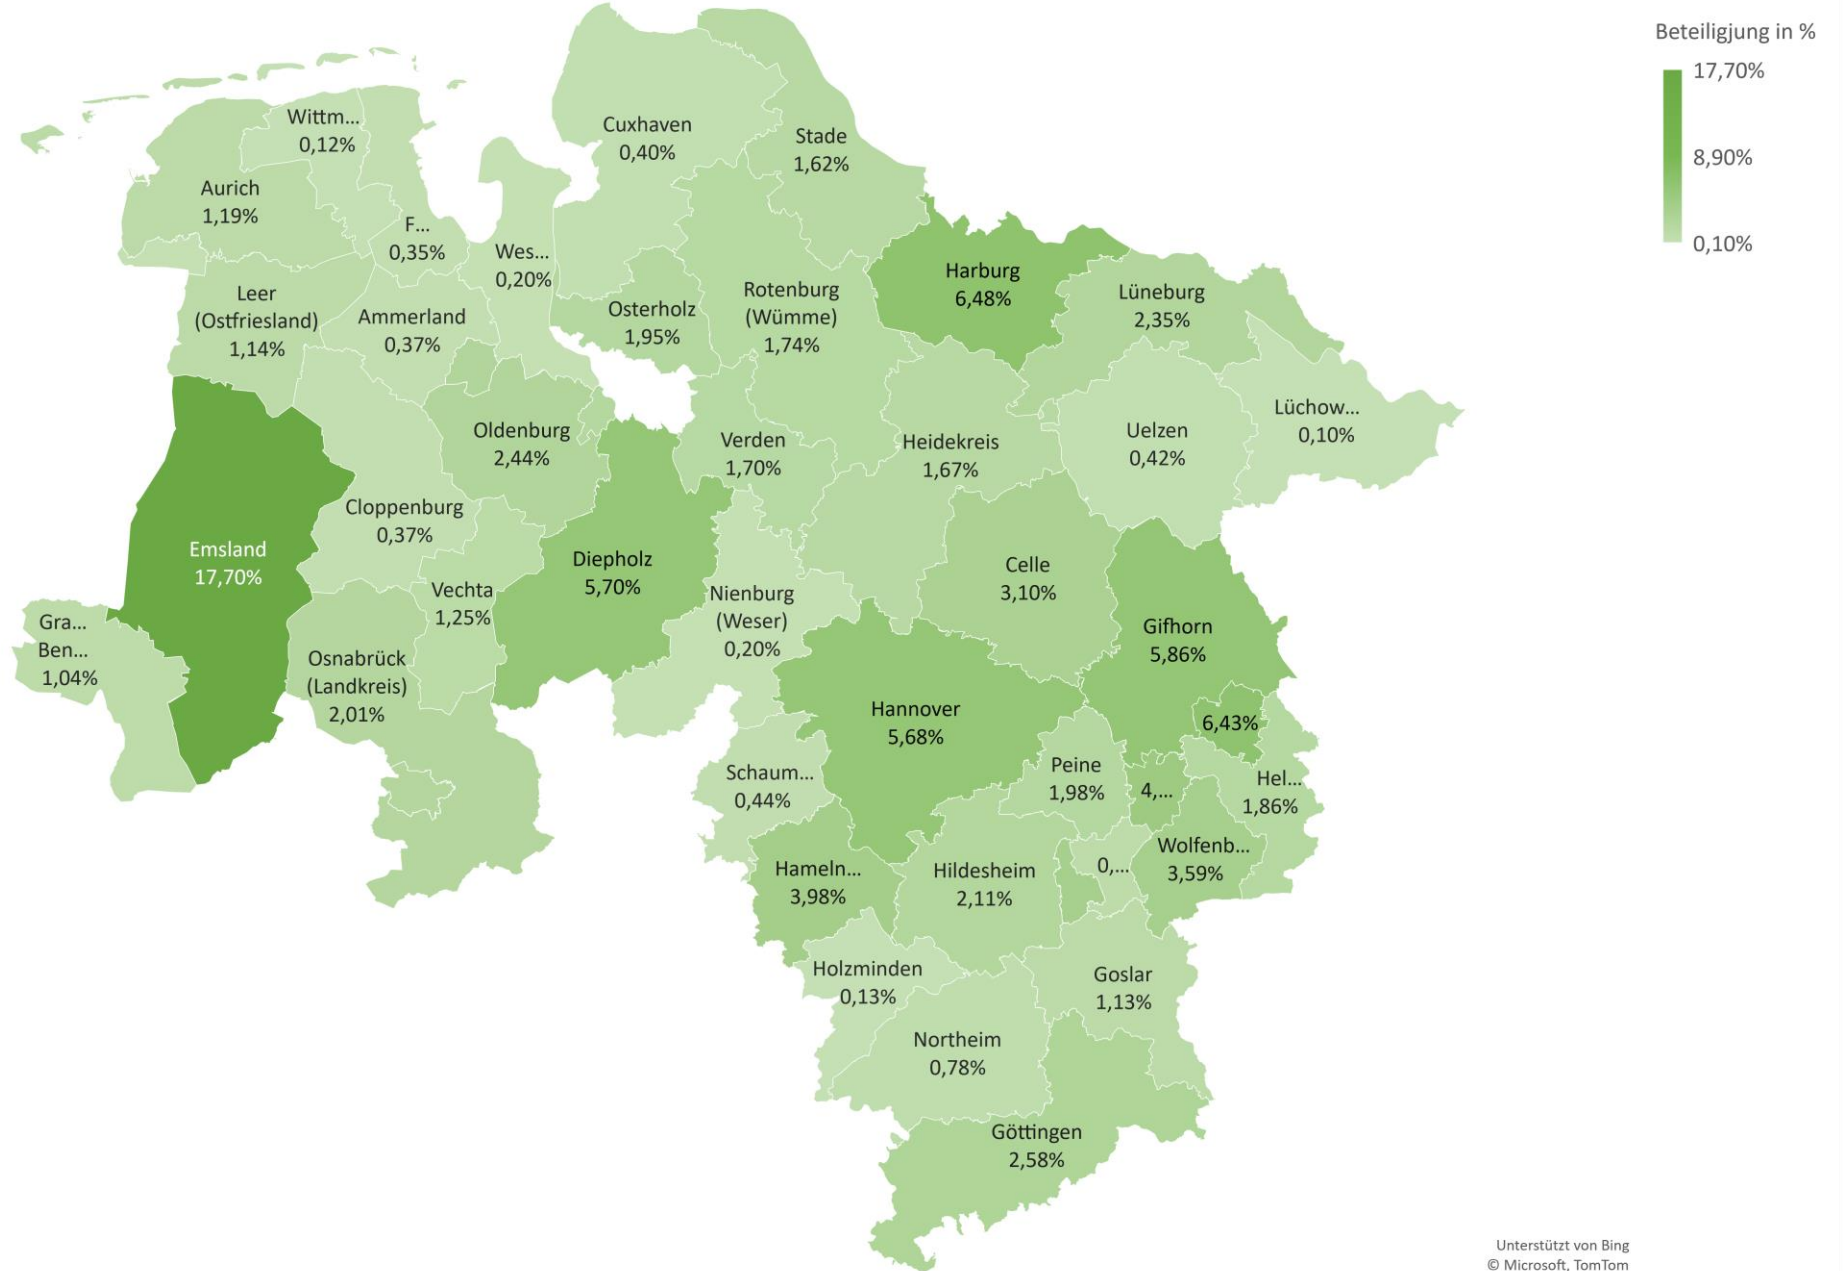 Beteiligjung in %
17,70%
8,90%
0,10%
Wittm...
0,12%
Cuxhaven
0,40%
Stade
1,62%
Aurich
1,19%
F...
0,35%
Wes...
0,20%
Harburg
6,48%
Lüneburg
2,35%
Leer
(Ostfriesland)
1,14%
Ammerland
0,37%
Osterholz
1,95%
Rotenburg
(Wümme)
1,74%
Lüchow...
0,10%
Oldenburg
2,44%
Verden
1,70%
Heidekreis
1,67%
Uelzen
0,42%
Cloppenburg
0,37%
Emsland
17,70%
Diepholz
5,70%
Celle
3,10%
Vechta
1,25%
Nienburg
(Weser)
0,20%
Gifhorn
5,86%
Gra...
Ben...
1,04%
Osnabrück
(Landkreis)
2,01%
Hannover
5,68%
6,43%
Schaum...
0,44%
Peine
1,98%
4,...
Hel...
1,86%
Hameln...
3,98%
Hildesheim
2,11%
0,...
Wolfenb...
3,59%
Holzminden
0,13%
Goslar
1,13%
Northeim
0,78%
Göttingen
2,58%
Unterstützt von Bing
© Microsoft, TomTom